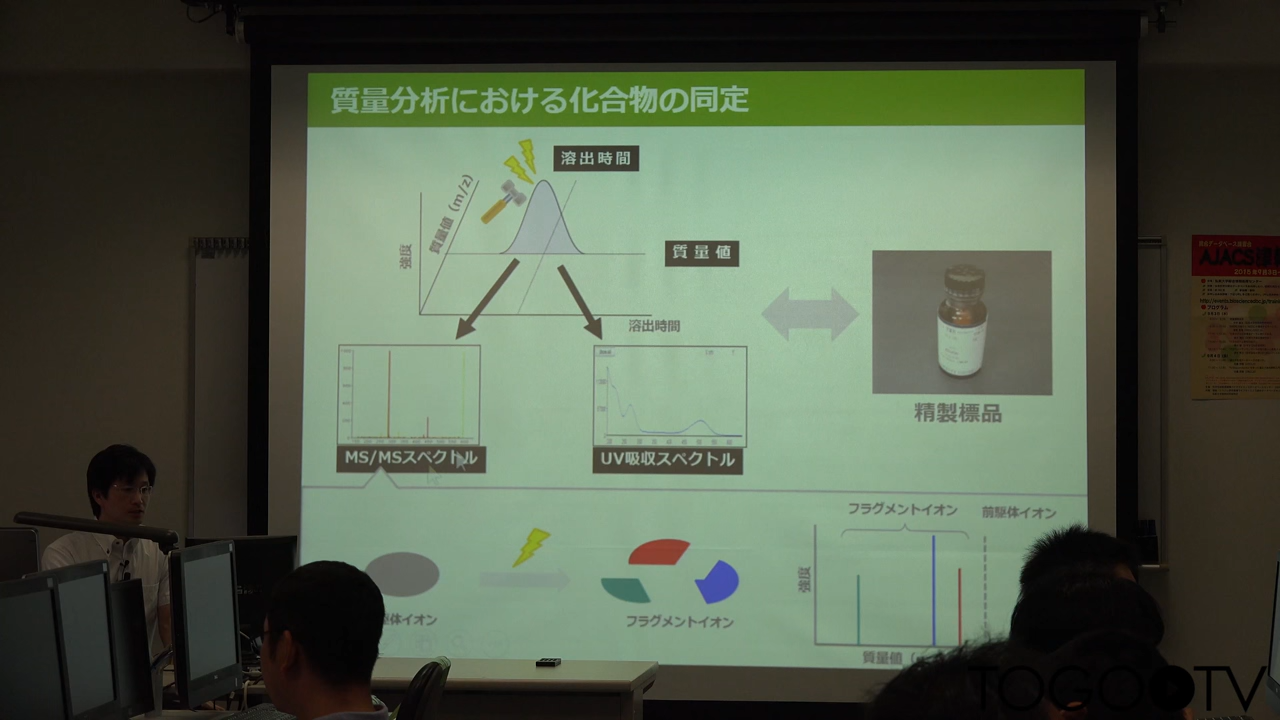 質量分析における化合物の同定
溶出時間
質量値 (m/z)
強度
質量値
溶出時間
精製標品
MS/MSスペクトル
UV吸収スペクトル
フラグメントイオン
前駆体イオン
強度
体イオン
フラグメントイオン
質量値
AJACS
TOGOTV